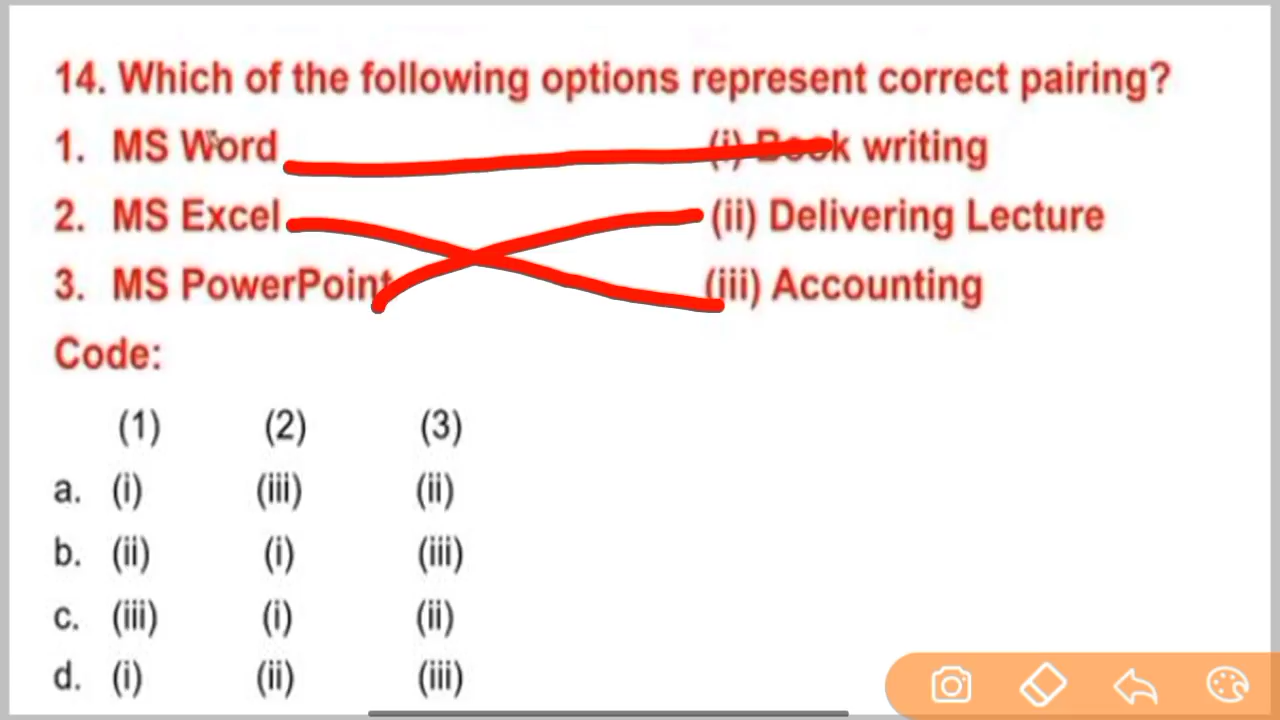 14. Which of the following options represent correct pairing?
1. MS Word (i) Book writing
2. MS Excel (ii) Delivering Lecture
3. MS PowerPoint (iii) Accounting
Code:
(1) (2) (3)
a. (i) (iii) (ii)
b. (ii) (i) (iii)
c. (iii) (i) (ii)
d. (i) (ii) (iii)